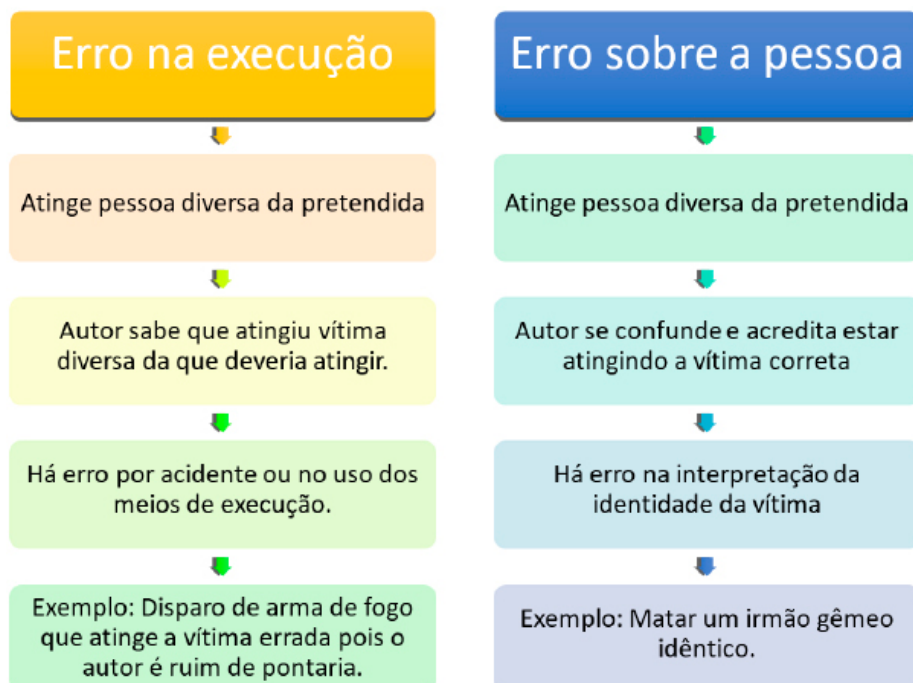 Erro na execução
Atinge pessoa diversa da pretendida
Autor sabe que atingiu vítima
diversa da que deveria atingir.
Há erro por acidente ou no uso dos
meios de execução.
Exemplo: Disparo de arma de fogo
que atinge a vítima errada pois o
autor é ruim de pontaria.
Erro sobre a pessoa
Atinge pessoa diversa da pretendida
Autor se confunde e acredita estar
atingindo a vítima correta
Há erro na interpretação da
identidade da vítima
Exemplo: Matar um irmão gêmeo
idêntico.